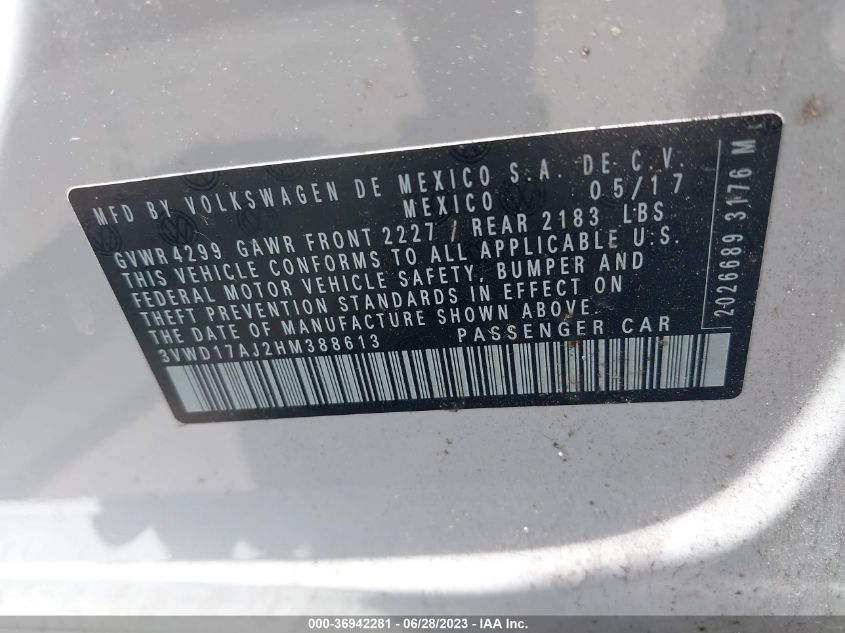 MFD BY VOLKSWAGEN DE MEXICO S.A. DE C.V.
MEXICO 05/17
GVWR 4299 GAWR FRONT 2227 / REAR 2183 LBS
THIS VEHICLE CONFORMS TO ALL APPLICABLE U.S.
FEDERAL MOTOR VEHICLE SAFETY, BUMPER AND
THEFT PREVENTION STANDARDS IN EFFECT ON
THE DATE OF MANUFACTURE SHOWN ABOVE.
3VWD17AJ2HM388613 PASSENGER CAR
2026689 3176 M
000-36942281 - 06/28/2023 - IAA Inc.